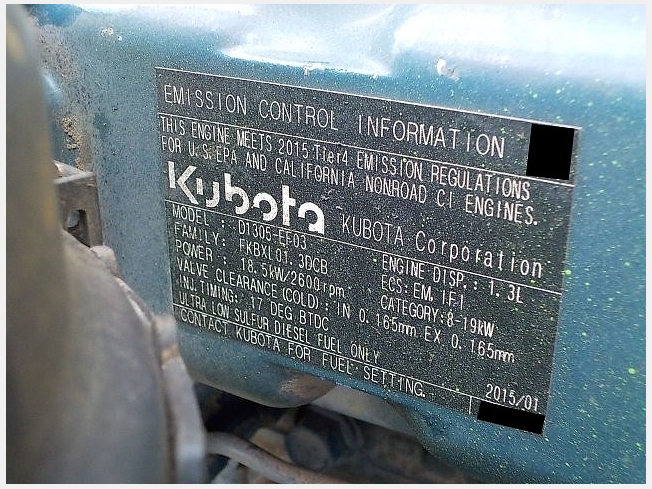 EMISSION CONTROL INFORMATION
THIS ENGINE MEETS 2015 Tier4 EMISSION REGULATIONS
FOR U.S. EPA AND CALIFORNIA NONROAD CI ENGINES.
Kubota KUBOTA Corporation
MODEL : D1305-EF03
FAMILY: FKBXL01.3DCB ENGINE DISP.: 1.3L
POWER : 18.5kW/2600rpm ECS: EM, IFI
CATEGORY:8-19kW
VALVE CLEARANCE (COLD): IN 0.165mm EX 0.165mm
INJ.TIMING: 17 DEG BTDC
ULTRA LOW SULFUR DIESEL FUEL ONLY
CONTACT KUBOTA FOR FUEL SETTING.
2015/01